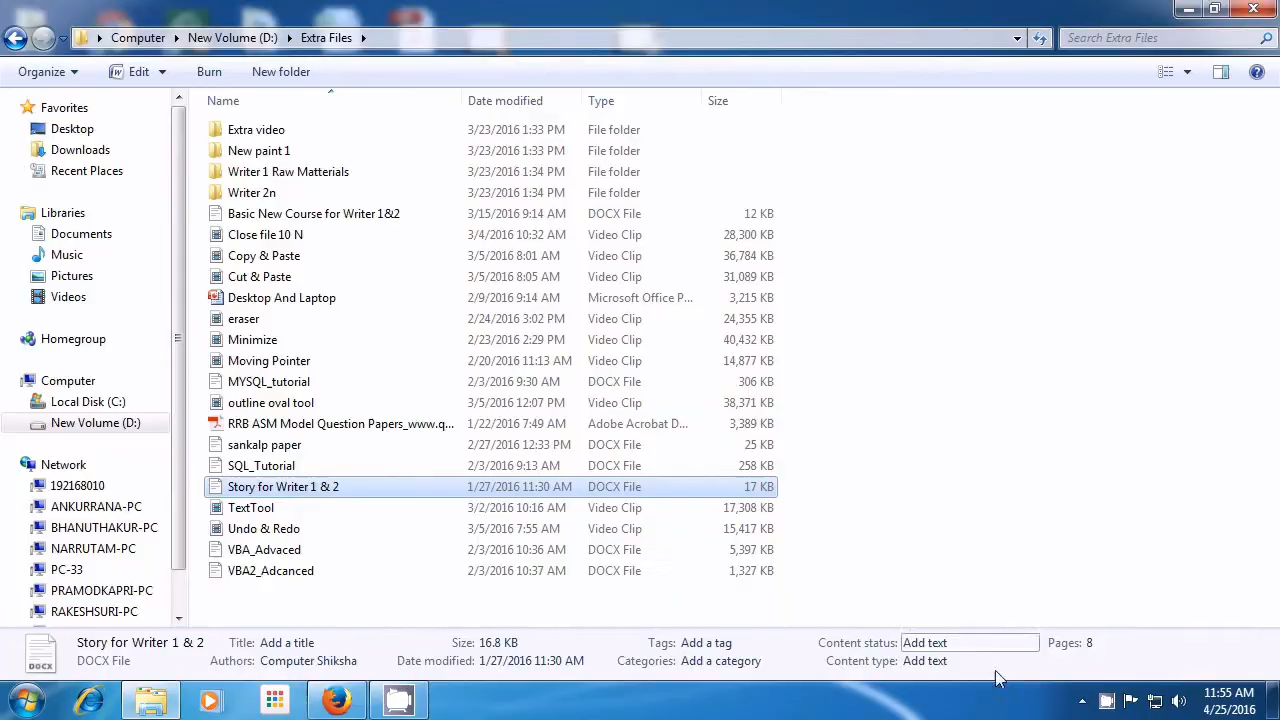 Computer New Volume (D:) Extra Files Search Extra Files
Organize Edit Burn New folder
Name Date modified Type Size
Favorites
Desktop
Downloads
Recent Places
Libraries
Documents
Music
Pictures
Videos
Homegroup
Computer
Local Disk (C:)
New Volume (D:)
Network
192168010
ANKURRANA-PC
BHANUTHAKUR-PC
NARRUTAM-PC
PC-33
PRAMODKAPRI-PC
RAKESHSURI-PC
Extra video 3/23/2016 1:33 PM File folder
New paint 1 3/23/2016 1:33 PM File folder
Writer 1 Raw Matterials 3/23/2016 1:34 PM File folder
Writer 2n 3/23/2016 1:34 PM File folder
Basic New Course for Writer 1&2 3/15/2016 9:14 AM DOCX File 12 KB
Close file 10 N 3/4/2016 10:32 AM Video Clip 28,300 KB
Copy & Paste 3/5/2016 8:01 AM Video Clip 36,784 KB
Cut & Paste 3/5/2016 8:05 AM Video Clip 31,089 KB
Desktop And Laptop 2/9/2016 9:14 AM Microsoft Office P... 3,215 KB
eraser 2/24/2016 3:02 PM Video Clip 24,355 KB
Minimize 2/23/2016 2:29 PM Video Clip 40,432 KB
Moving Pointer 2/20/2016 11:13 AM Video Clip 14,877 KB
MYSQL_tutorial 2/3/2016 9:30 AM DOCX File 306 KB
outline oval tool 3/5/2016 12:07 PM Video Clip 38,371 KB
RRB ASM Model Question Papers_www.q... 1/22/2016 7:49 AM Adobe Acrobat D... 3,389 KB
sankalp paper 2/27/2016 12:33 PM DOCX File 25 KB
SQL_Tutorial 2/3/2016 9:13 AM DOCX File 258 KB
Story for Writer 1 & 2 1/27/2016 11:30 AM DOCX File 17 KB
TextTool 3/2/2016 10:16 AM Video Clip 17,308 KB
Undo & Redo 3/5/2016 7:55 AM Video Clip 15,417 KB
VBA_Advaced 2/3/2016 10:36 AM DOCX File 5,397 KB
VBA2_Adcanced 2/3/2016 10:37 AM DOCX File 1,327 KB
Story for Writer 1 & 2 Title: Add a title Size: 16.8 KB Tags: Add a tag Content status: Add text Pages: 8
DOCX File Authors: Computer Shiksha Date modified: 1/27/2016 11:30 AM Categories: Add a category Content type: Add text
DOCX
11:55 AM
4/25/2016